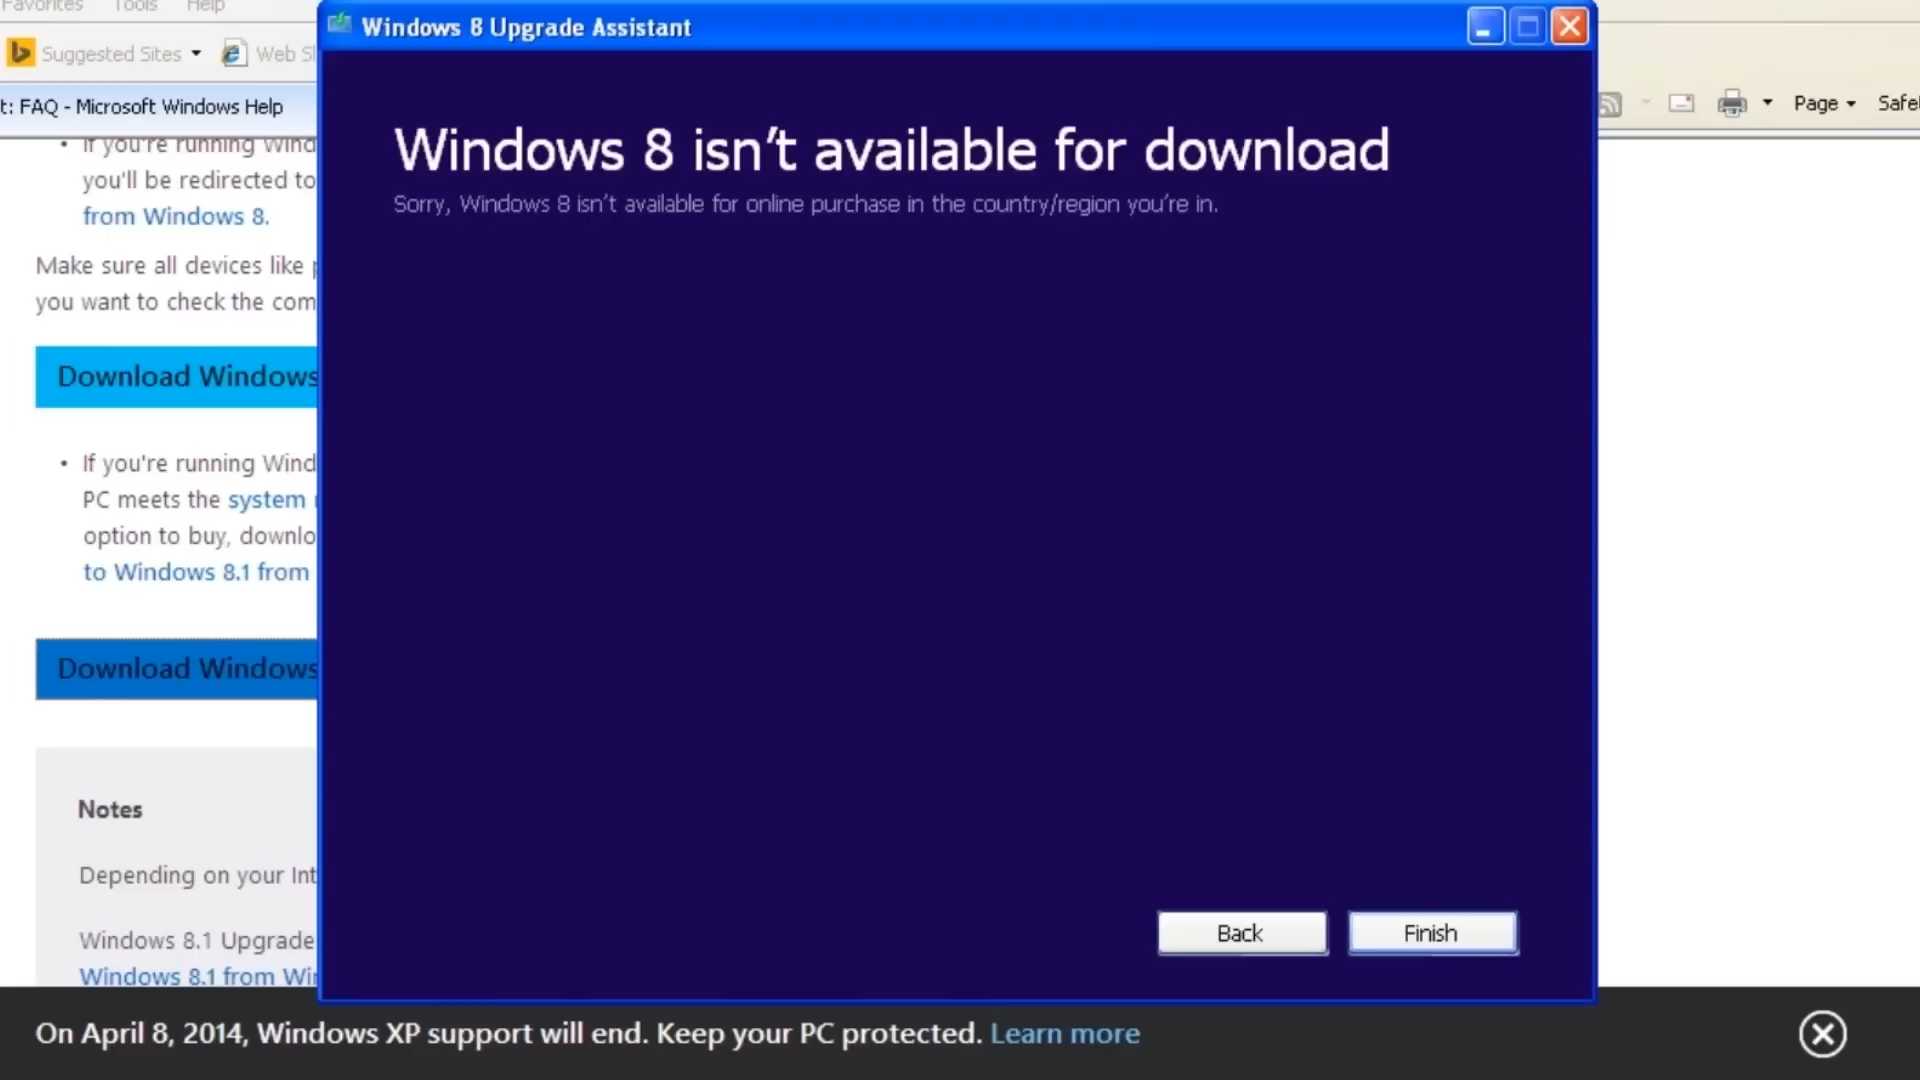 Favorites Tools Help
Windows 8 Upgrade Assistant
Suggested Sites Web
t: FAQ - Microsoft Windows Help
Page
If you're running Wind
you'll be redirected to
from Windows 8.
Make sure all devices like
you want to check the com
Download Windows
If you're running Wind
PC meets the system
option to buy, downlo
to Windows 8.1 from
Download Windows
Notes
Depending on your Int
Windows 8.1 Upgrade
Windows 8.1 from Wi
Windows 8 isn't available for download
Sorry, Windows 8 isn't available for online purchase in the country/region you're in.
Back Finish
On April 8, 2014, Windows XP support will end. Keep your PC protected. Learn more